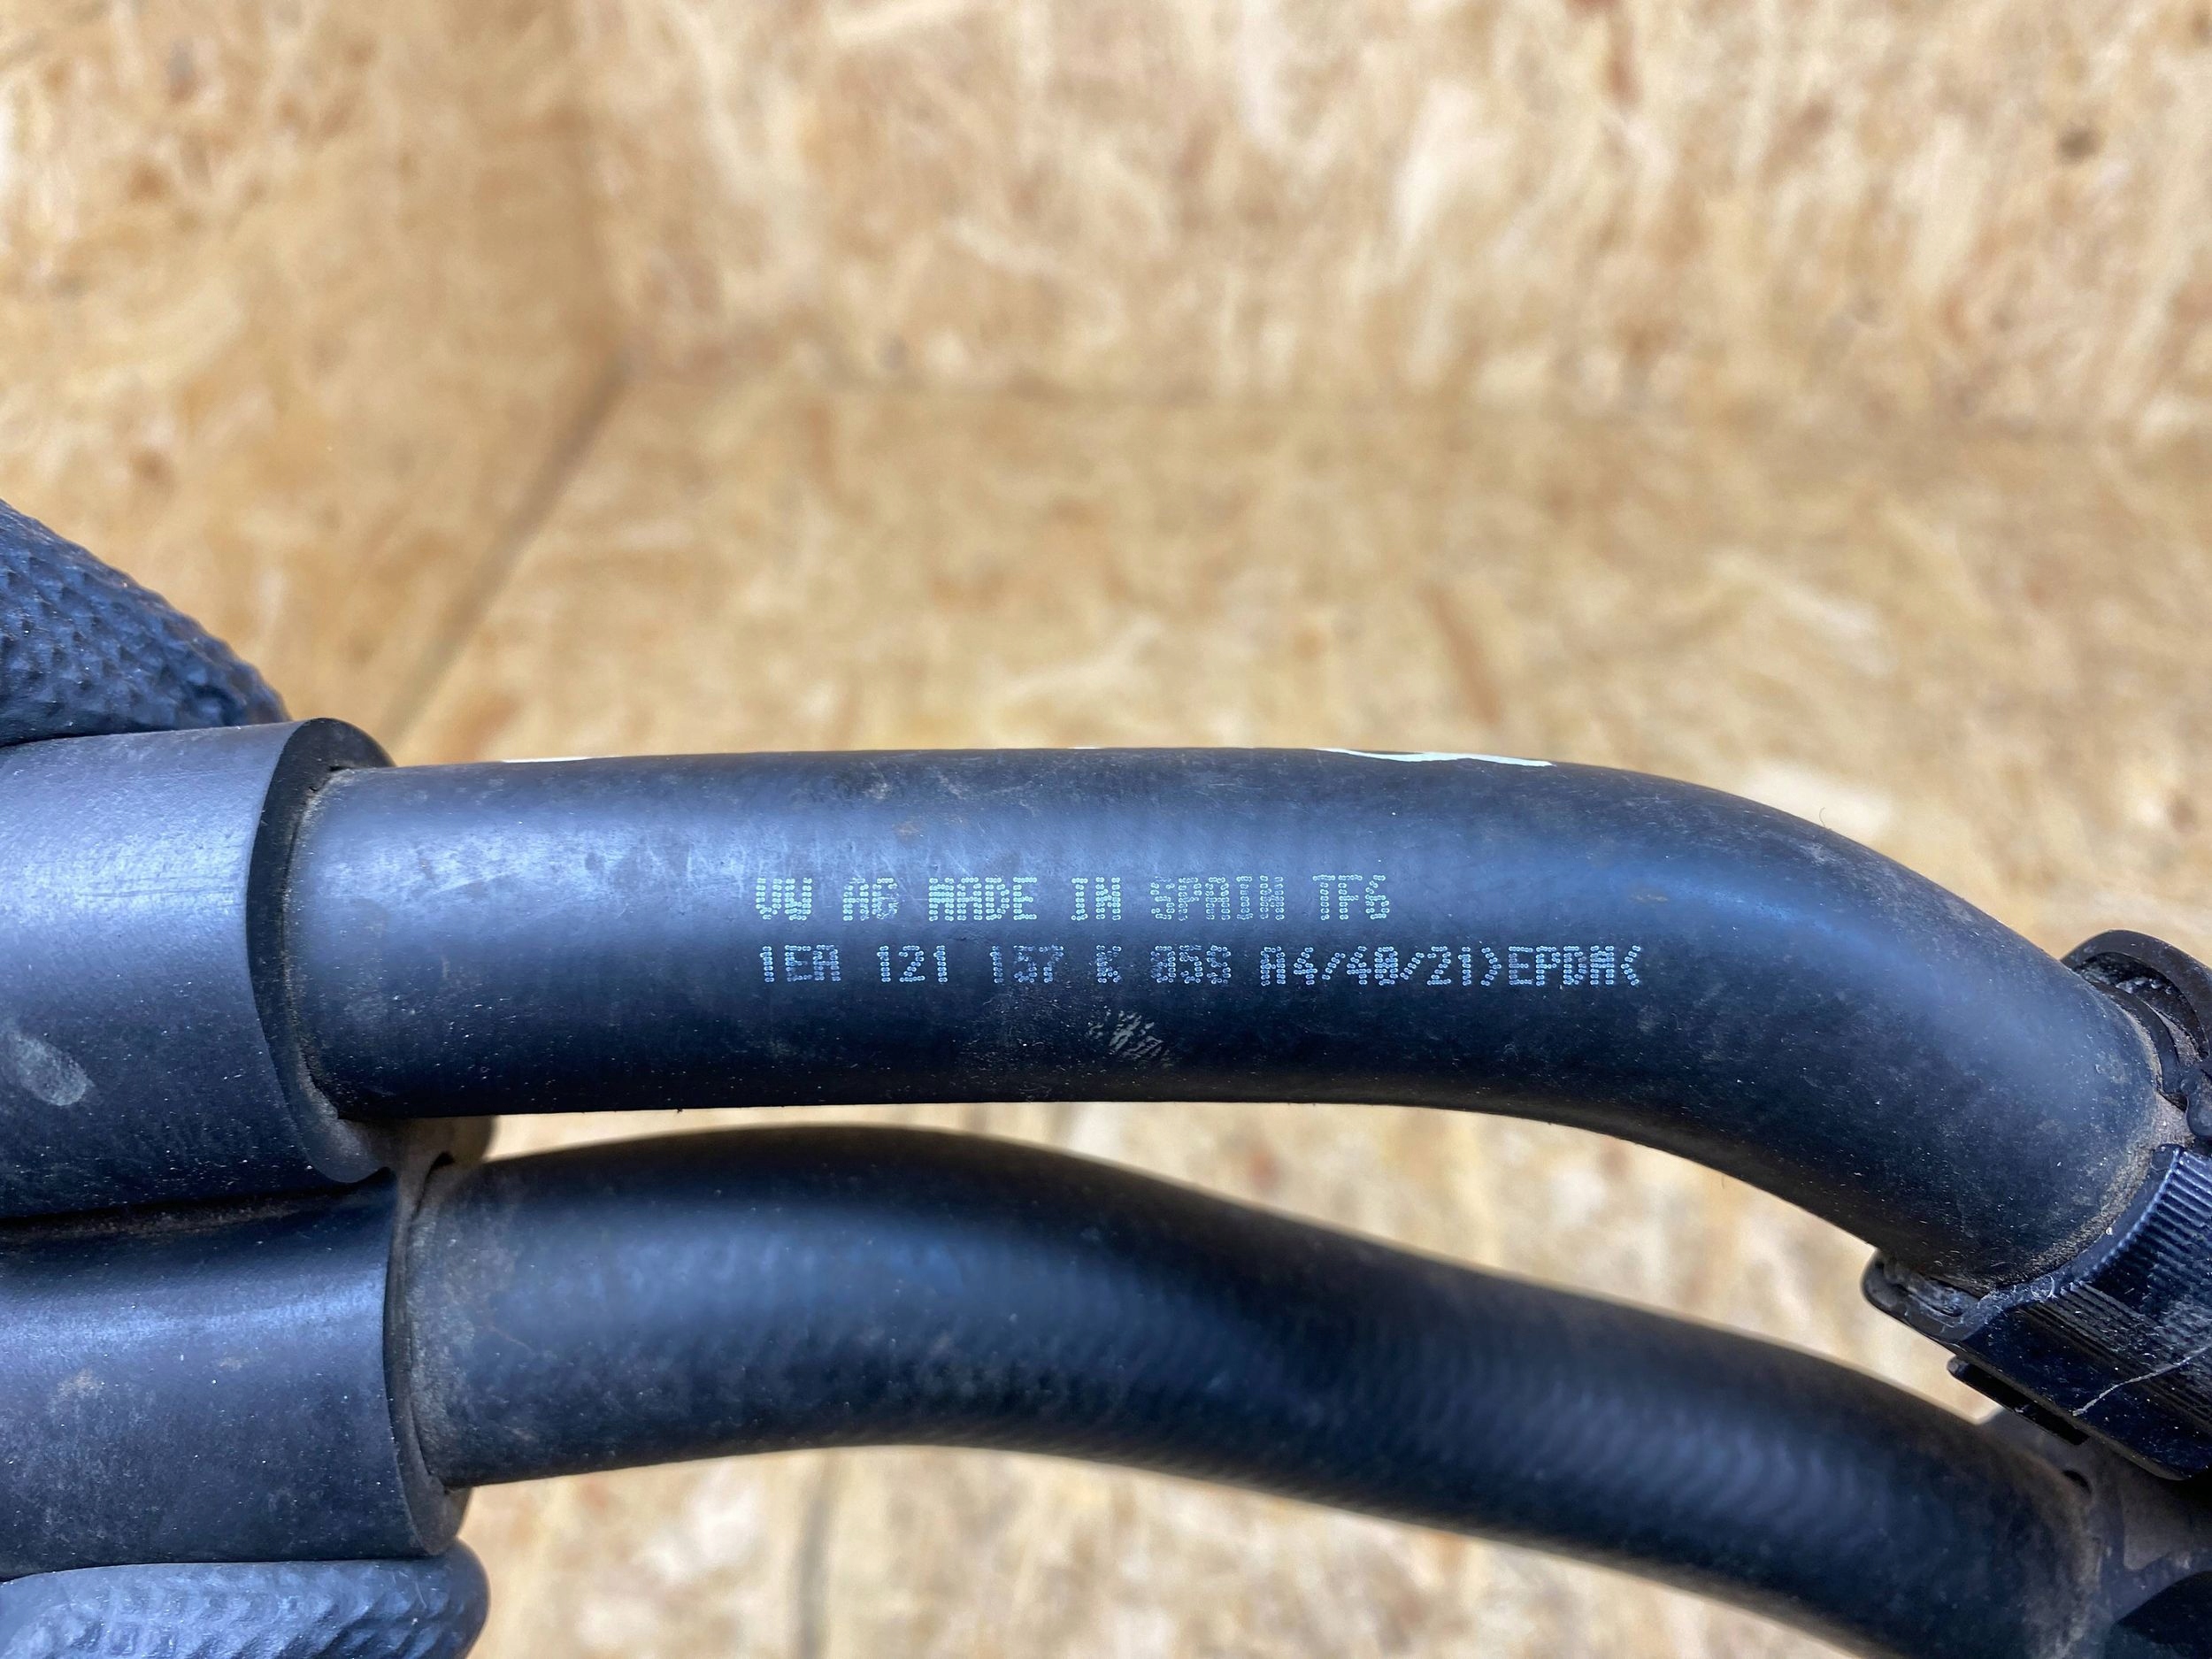 VW AG MADE IN SPAIN TF6
1EA 121 157 K 05S A4/40/21>EPDM<